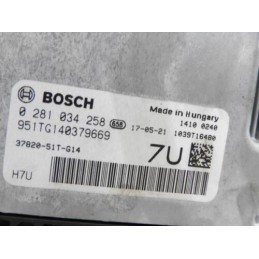 BOSCH
Made in Hungary
1410 0240
0 281 034 258 658 17-05-21 1039T16480
951TG140379669
37820-51T-G14
7U
H7U